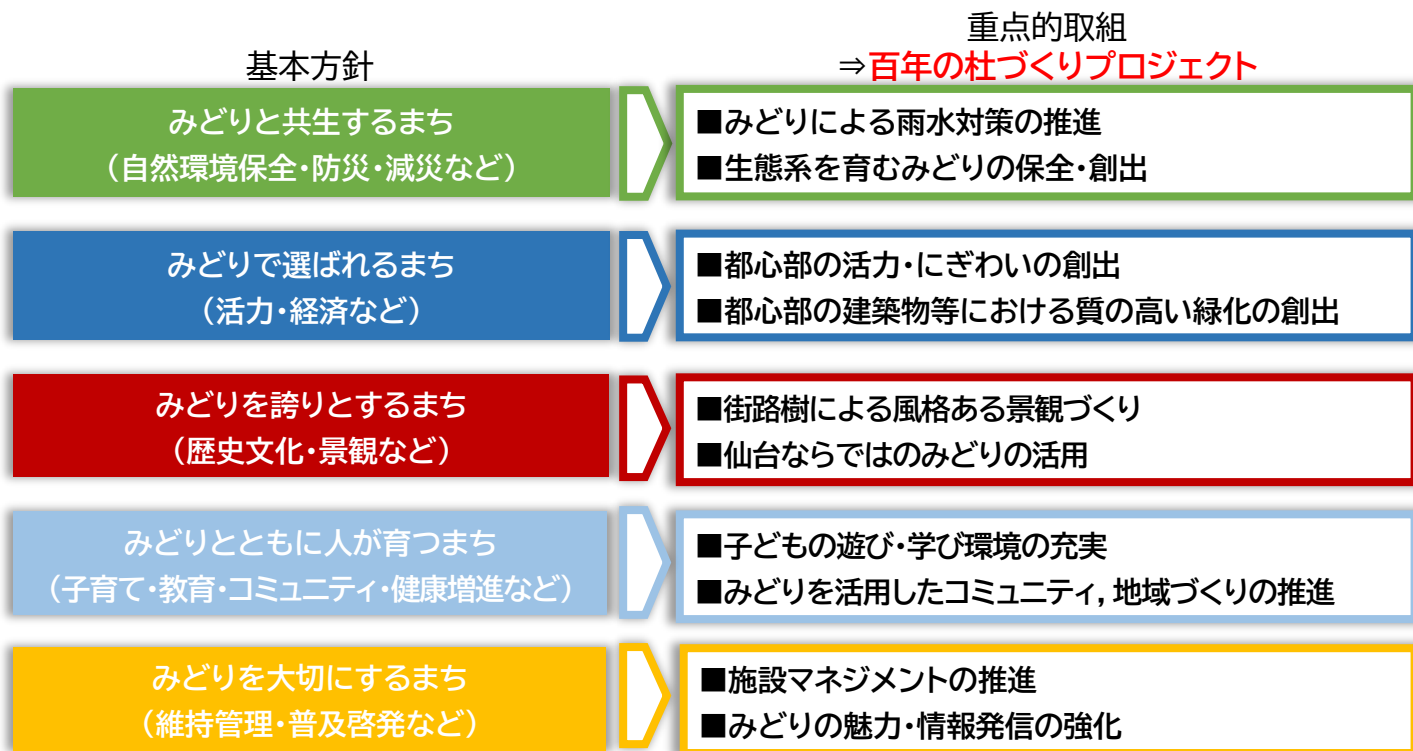 基本方針
重点的取組
⇒百年の杜づくりプロジェクト
みどりと共生するまち
（自然環境保全・防災・減災など）
■みどりによる雨水対策の推進
■生態系を育むみどりの保全・創出
みどりで選ばれるまち
（活力・経済など）
■都心部の活力・にぎわいの創出
■都心部の建築物等における質の高い緑化の創出
みどりを誇りとするまち
（歴史文化・景観など）
■街路樹による風格ある景観づくり
■仙台ならではのみどりの活用
みどりとともに人が育つまち
（子育て・教育・コミュニティ・健康増進など）
■子どもの遊び・学び環境の充実
■みどりを活用したコミュニティ，地域づくりの推進
みどりを大切にするまち
（維持管理・普及啓発など）
■施設マネジメントの推進
■みどりの魅力・情報発信の強化